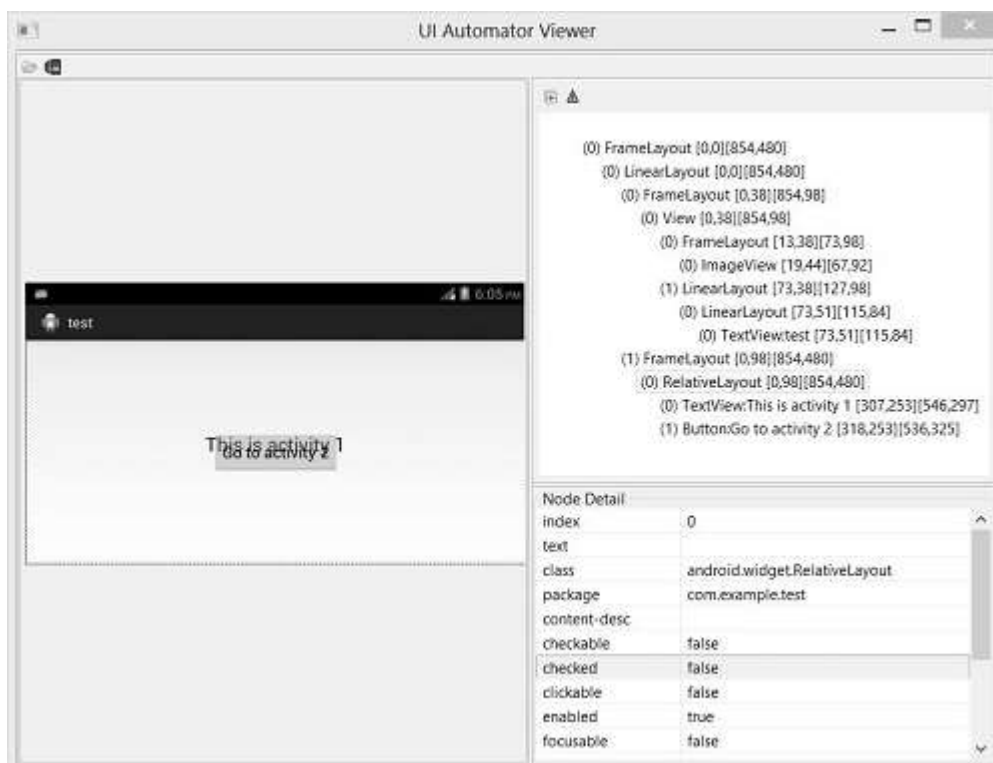 UI Automator Viewer
(0) FrameLayout [0,0][854,480]
(0) LinearLayout [0,0][854,480]
(0) FrameLayout [0,38][854,98]
(0) View [0,38][854,98]
(0) FrameLayout [13,38][73,98]
(0) ImageView [19,44][67,92]
(1) LinearLayout [73,38][127,98]
(0) LinearLayout [73,51][115,84]
(0) TextView:test [73,51][115,84]
(1) FrameLayout [0,98][854,480]
(0) RelativeLayout [0,98][854,480]
(0) TextView:This is activity 1 [307,253][546,297]
(1) Button:Go to activity 2 [318,253][536,325]
6:05 PM
test
This is activity 1
Go to activity 2
Node Detail
index 0
text
class android.widget.RelativeLayout
package com.example.test
content-desc
checkable false
checked false
clickable false
enabled true
focusable false